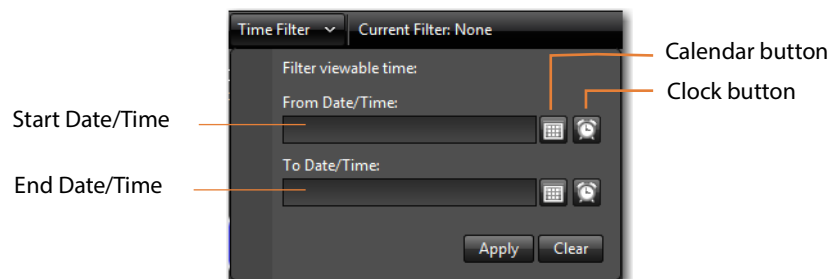 Time Filter Current Filter: None
Filter viewable time:
Calendar button
From Date/Time:
Clock button
Start Date/Time
To Date/Time:
End Date/Time
Apply Clear